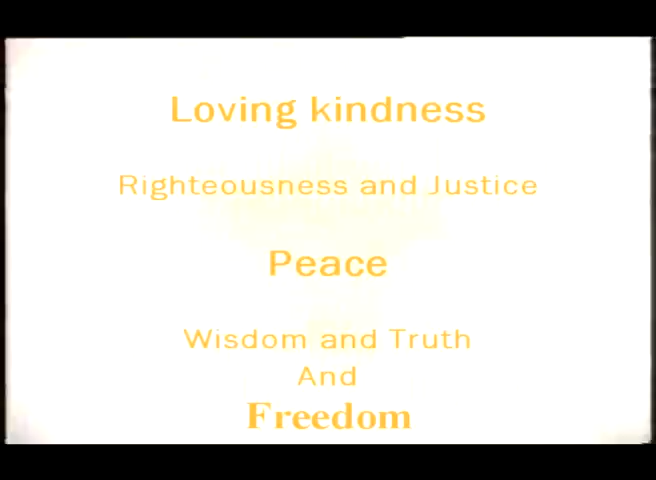 Loving kindness
Righteousness and Justice
Peace
Wisdom and Truth
And
Freedom